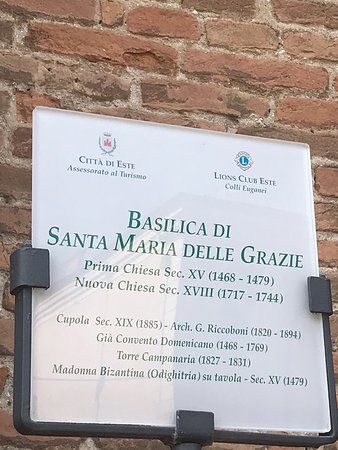 Città di Este
Assessorato al Turismo
Lions Club Este
Colli Euganei
Basilica di
Santa Maria delle Grazie
Prima Chiesa Sec. XV (1468 - 1479)
Nuova Chiesa Sec. XVIII (1717 - 1744)
Cupola Sec. XIX (1885) - Arch. G. Riccoboni (1820 - 1894)
Già Convento Domenicano (1468 - 1769)
Torre Campanaria (1827 - 1831)
Madonna Bizantina (Odighitria) su tavola - Sec. XV (1479)